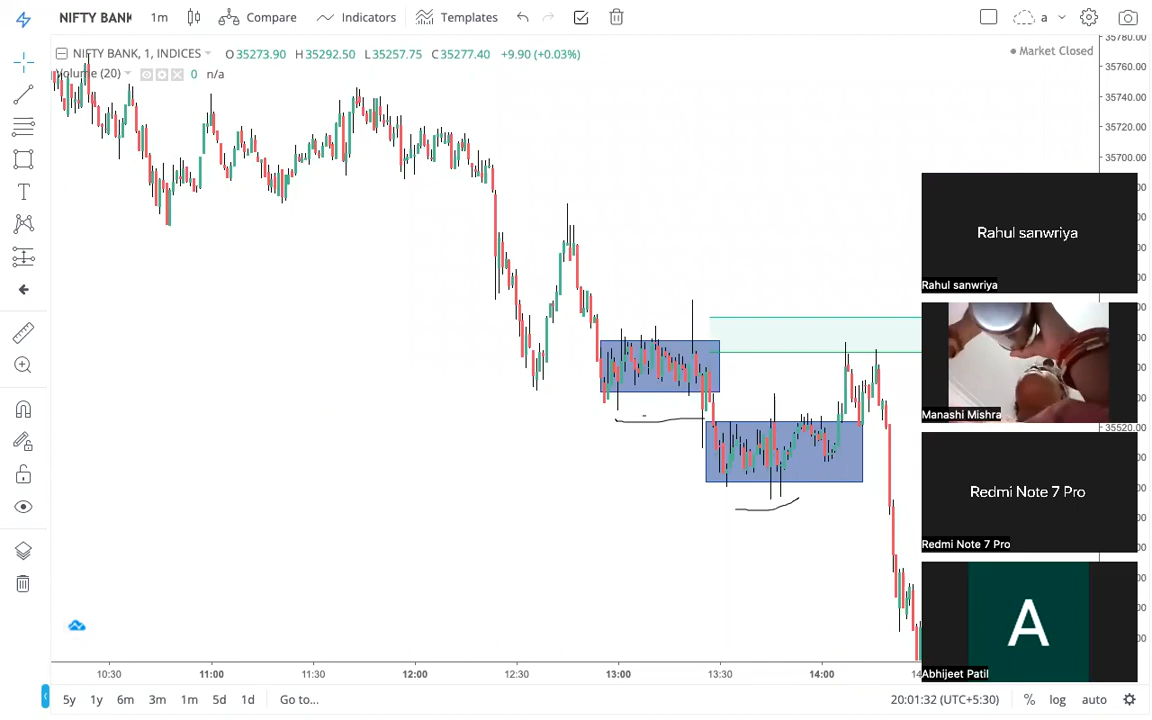 NIFTY BANK 1m Compare Indicators Templates a
NIFTY BANK, 1, INDICES O35273.90 H35292.50 L35257.75 C35277.40 +9.90 (+0.03%)
Market Closed
Volume (20) 0 n/a
35780.00
35760.00
35740.00
35720.00
35700.00
35520.00
Rahul sanwriya
Rahul sanwriya
Manashi Mishra
Redmi Note 7 Pro
Redmi Note 7 Pro
A
Abhijeet Patil
10:30 11:00 11:30 12:00 12:30 13:00 13:30 14:00
5y 1y 6m 3m 1m 5d 1d Go to... 20:01:32 (UTC+5:30) % log auto